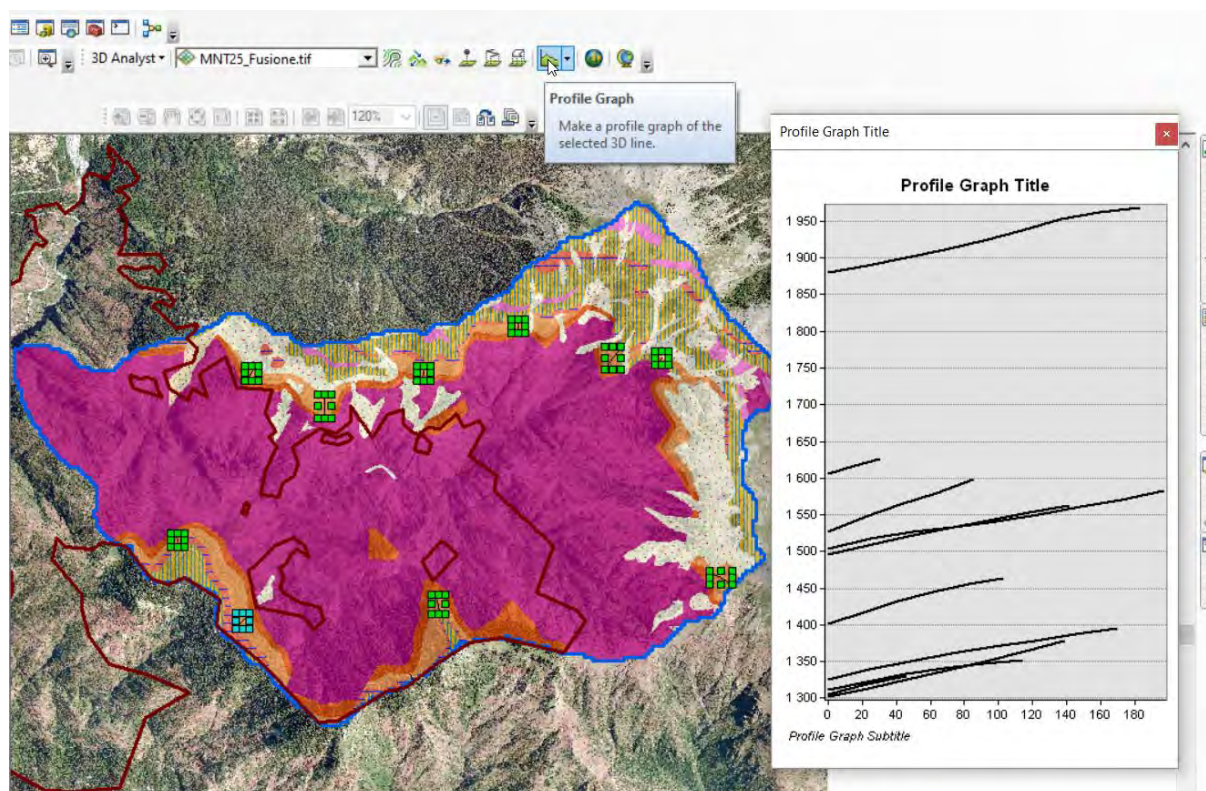 3D Analyst
MNT25_Fusione.tif
120%
Profile Graph
Make a profile graph of the
selected 3D line.
Profile Graph Title
Profile Graph Title
1 950
1 900
1 850
1 800
1 750
1 700
1 650
1 600
1 550
1 500
1 450
1 400
1 350
1 300
0 20 40 60 80 100 120 140 160 180
Profile Graph Subtitle